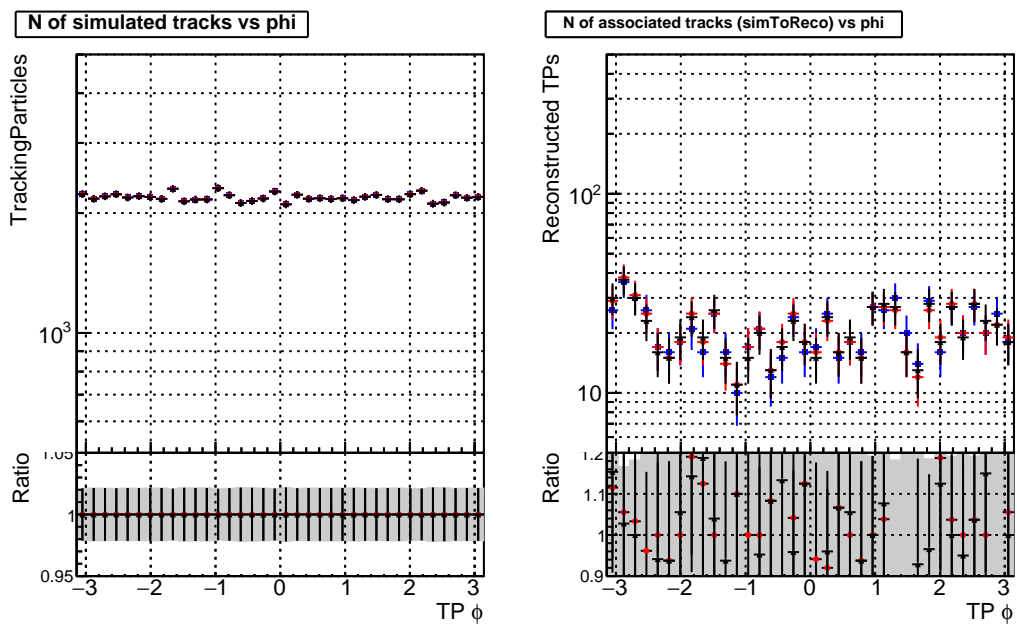 N of simulated tracks vs phi
TrackingParticles
10³
Ratio
1.05
1
0.95
−3 −2 −1 0 1 2 3
TP ϕ
N of associated tracks (simToReco) vs phi
Reconstructed TPs
10²
10
Ratio
1.2
1.1
1
0.9
−3 −2 −1 0 1 2 3
TP ϕ